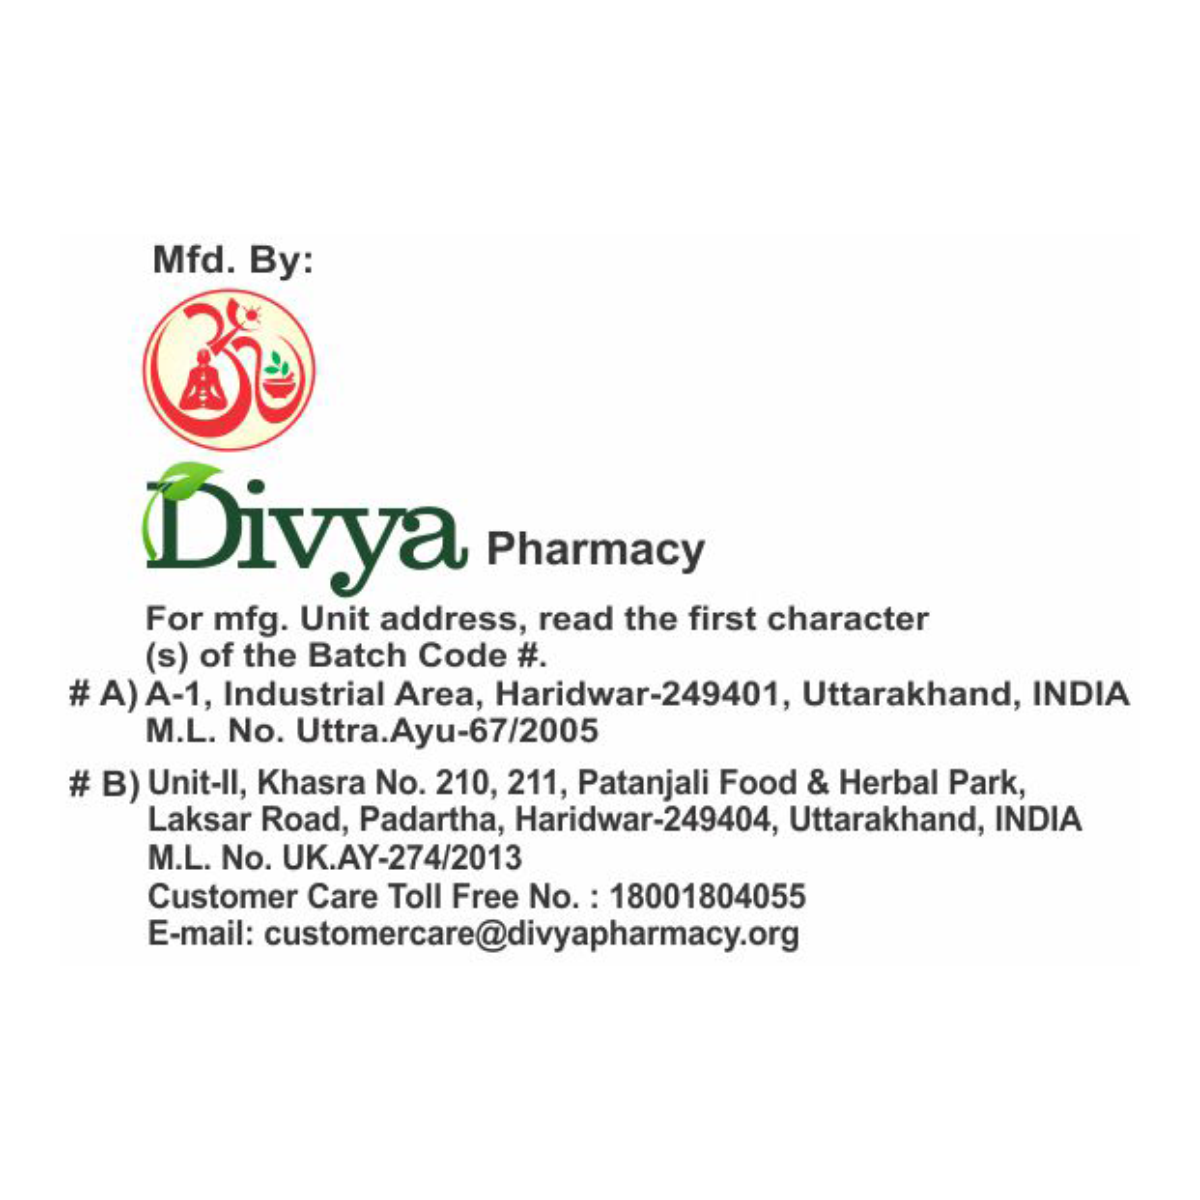 Mfd. By:
Divya Pharmacy
For mfg. Unit address, read the first character
(s) of the Batch Code #.
# A) A-1, Industrial Area, Haridwar-249401, Uttarakhand, INDIA
M.L. No. Uttra.Ayu-67/2005
# B) Unit-II, Khasra No. 210, 211, Patanjali Food & Herbal Park,
Laksar Road, Padartha, Haridwar-249404, Uttarakhand, INDIA
M.L. No. UK.AY-274/2013
Customer Care Toll Free No. : 18001804055
E-mail: customercare@divyapharmacy.org